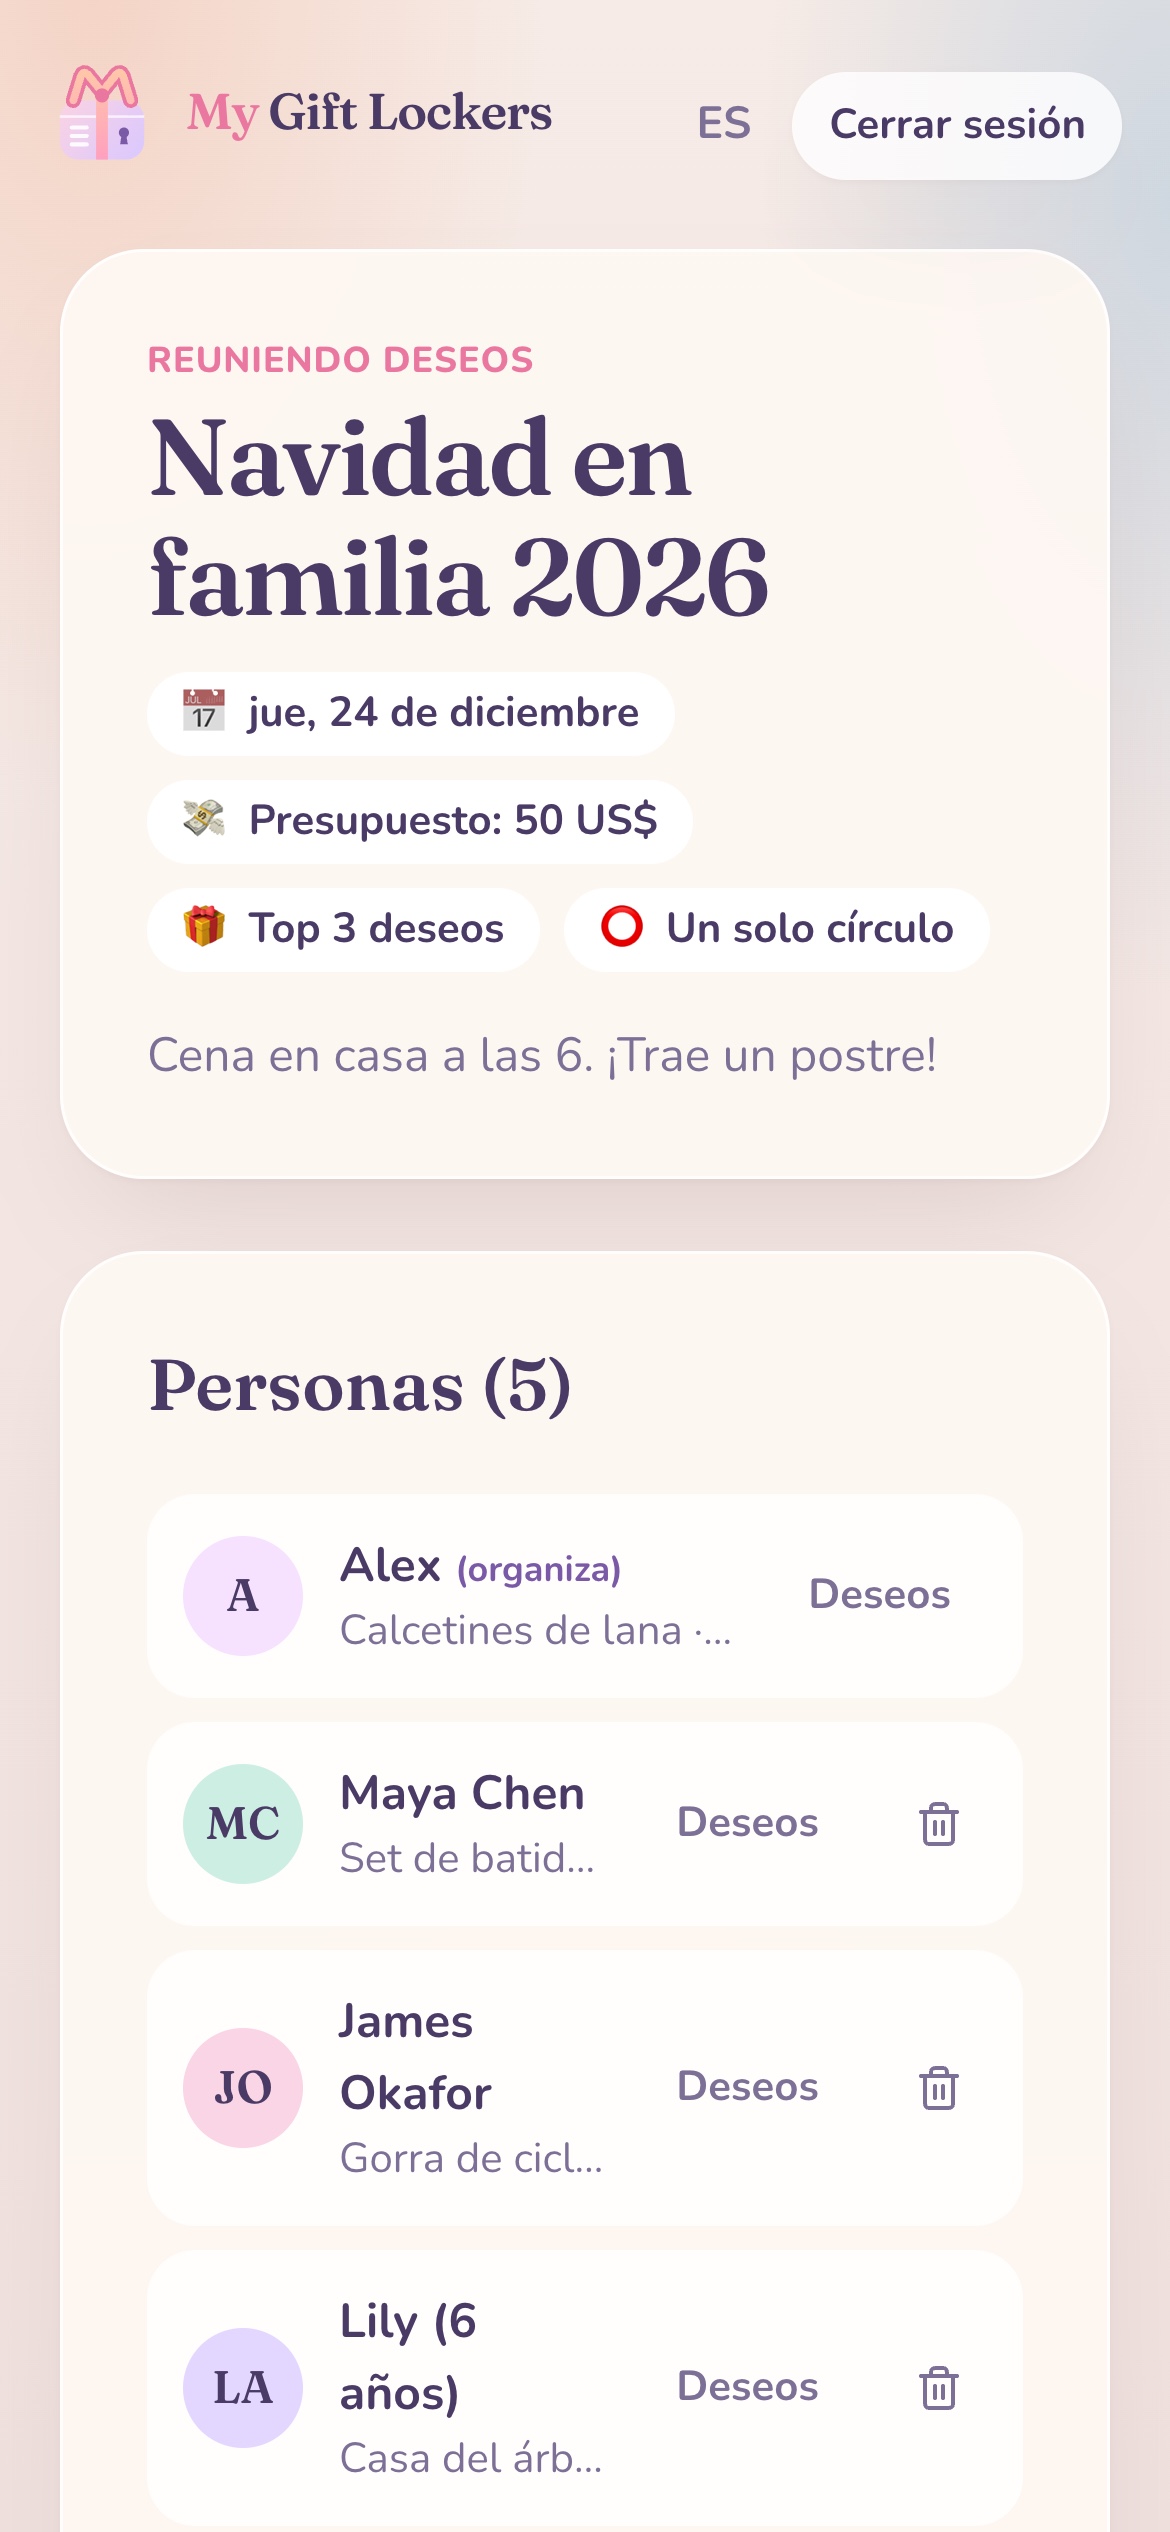 My Gift Lockers
ES
Cerrar sesión
REUNIENDO DESEOS
Navidad en
familia 2026
JUL 17 jue, 24 de diciembre
Presupuesto: 50 US$
Top 3 deseos
Un solo círculo
Cena en casa a las 6. ¡Trae un postre!
Personas (5)
A
Alex (organiza)
Calcetines de lana ·...
Deseos
MC
Maya Chen
Set de batid...
Deseos
JO
James
Okafor
Gorra de cicl...
Deseos
LA
Lily (6
años)
Casa del árb...
Deseos